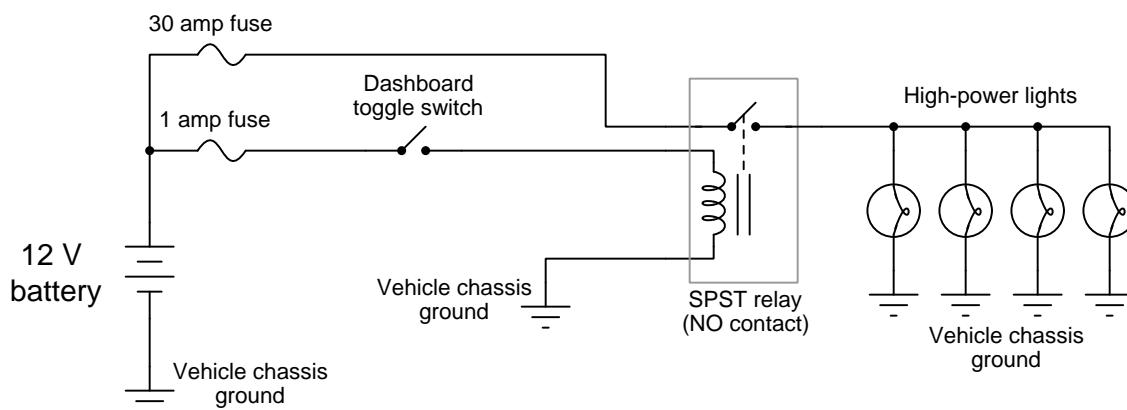 30 amp fuse
Dashboard
toggle switch
High-power lights
1 amp fuse
12 V
battery
Vehicle chassis
ground
SPST relay
(NO contact)
Vehicle chassis
ground
Vehicle chassis
ground